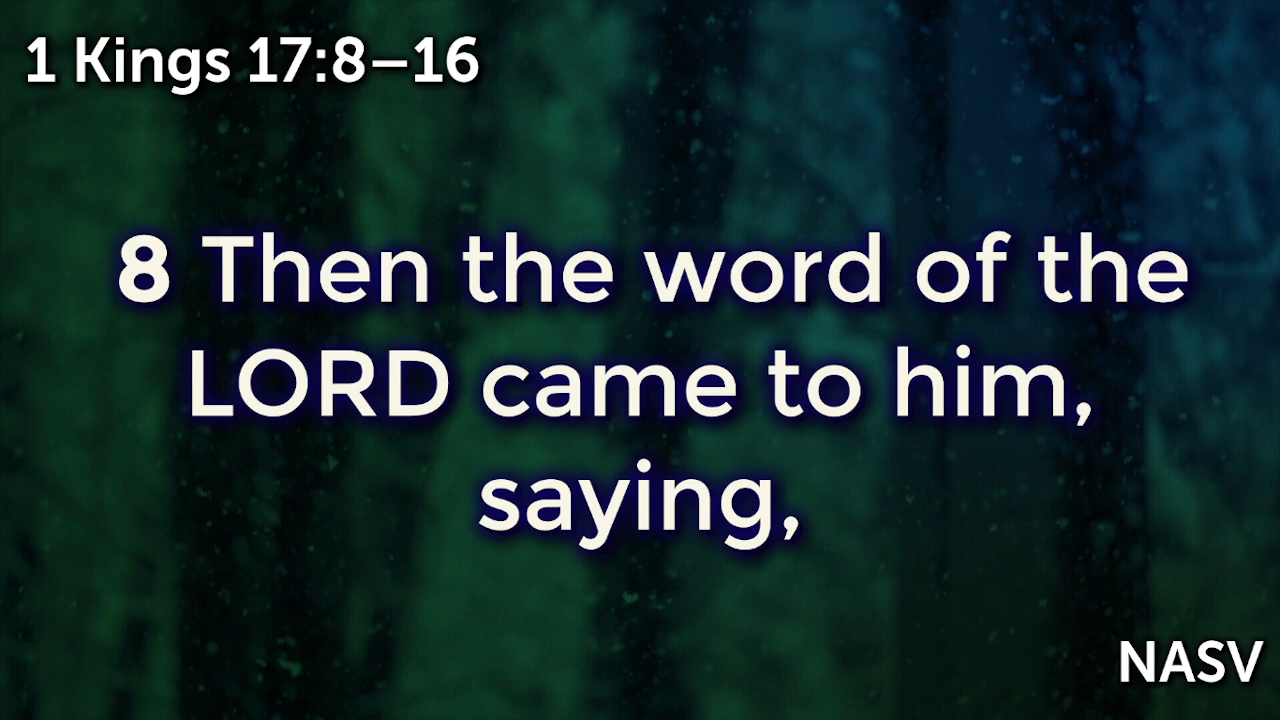 1 Kings 17:8–16
8 Then the word of the
LORD came to him,
saying,
NASV